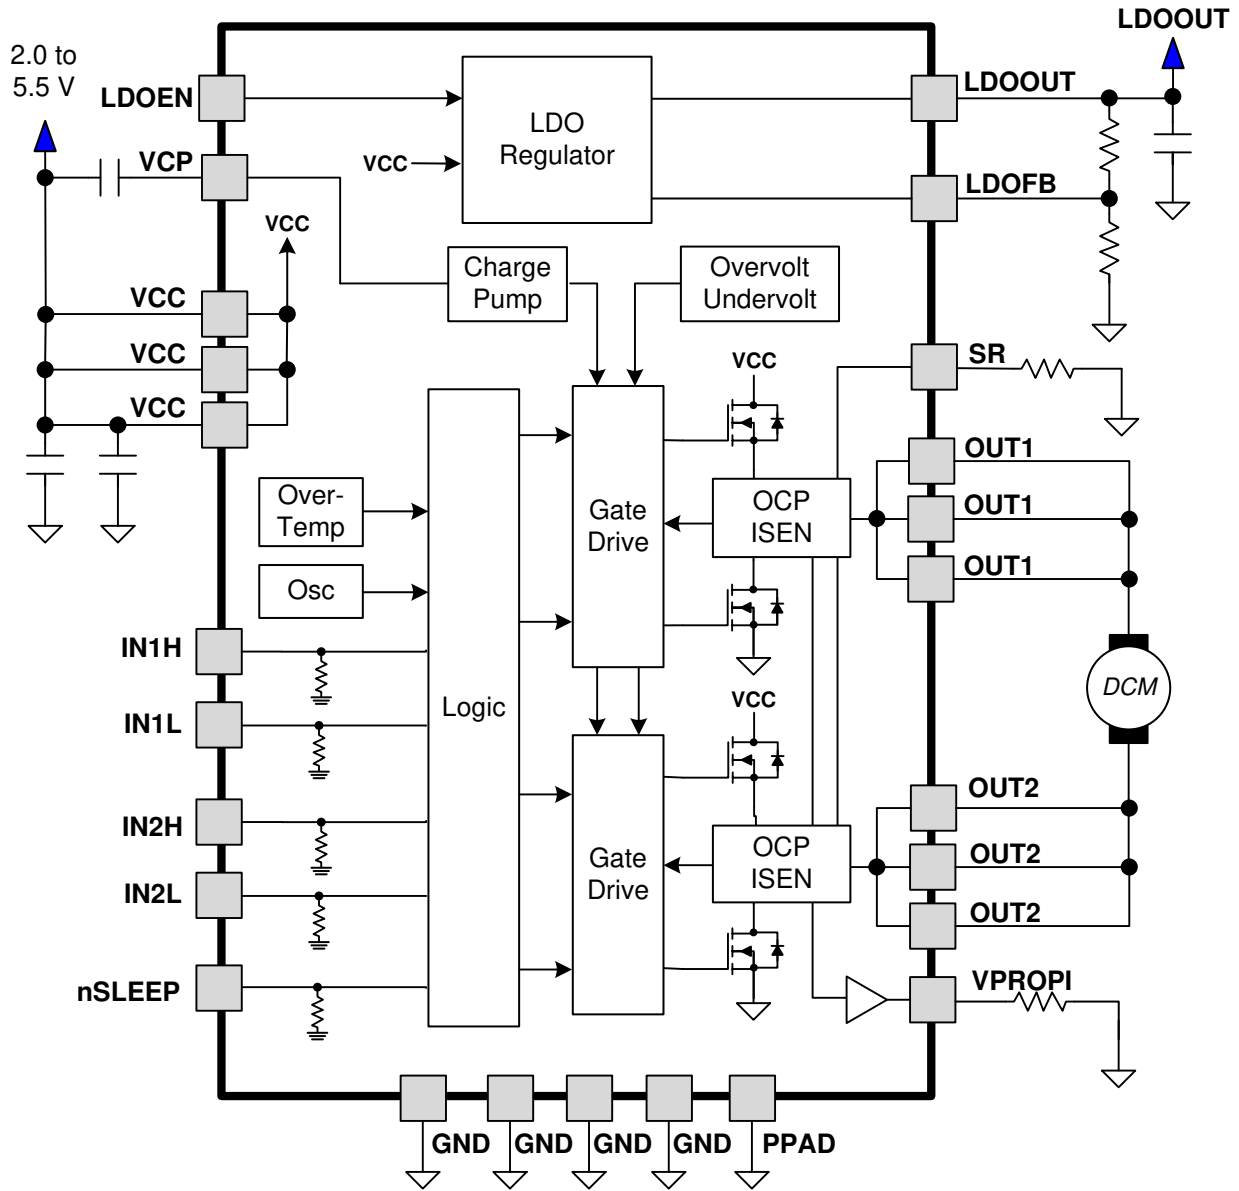 LDOOUT
2.0 to
5.5 V
LDOEN
LDO
Regulator
LDOOUT
VCP
VCC
LDOFB
VCC
Charge
Pump
Overvolt
Undervolt
VCC
VCC
VCC
VCC
SR
OUT1
Over-
Temp
Gate
Drive
OCP
ISEN
OUT1
OUT1
Osc
IN1H
IN1L
Logic
VCC
DCM
IN2H
IN2L
Gate
Drive
OCP
ISEN
OUT2
OUT2
OUT2
nSLEEP
VPROPI
GND
GND
GND
GND
PPAD